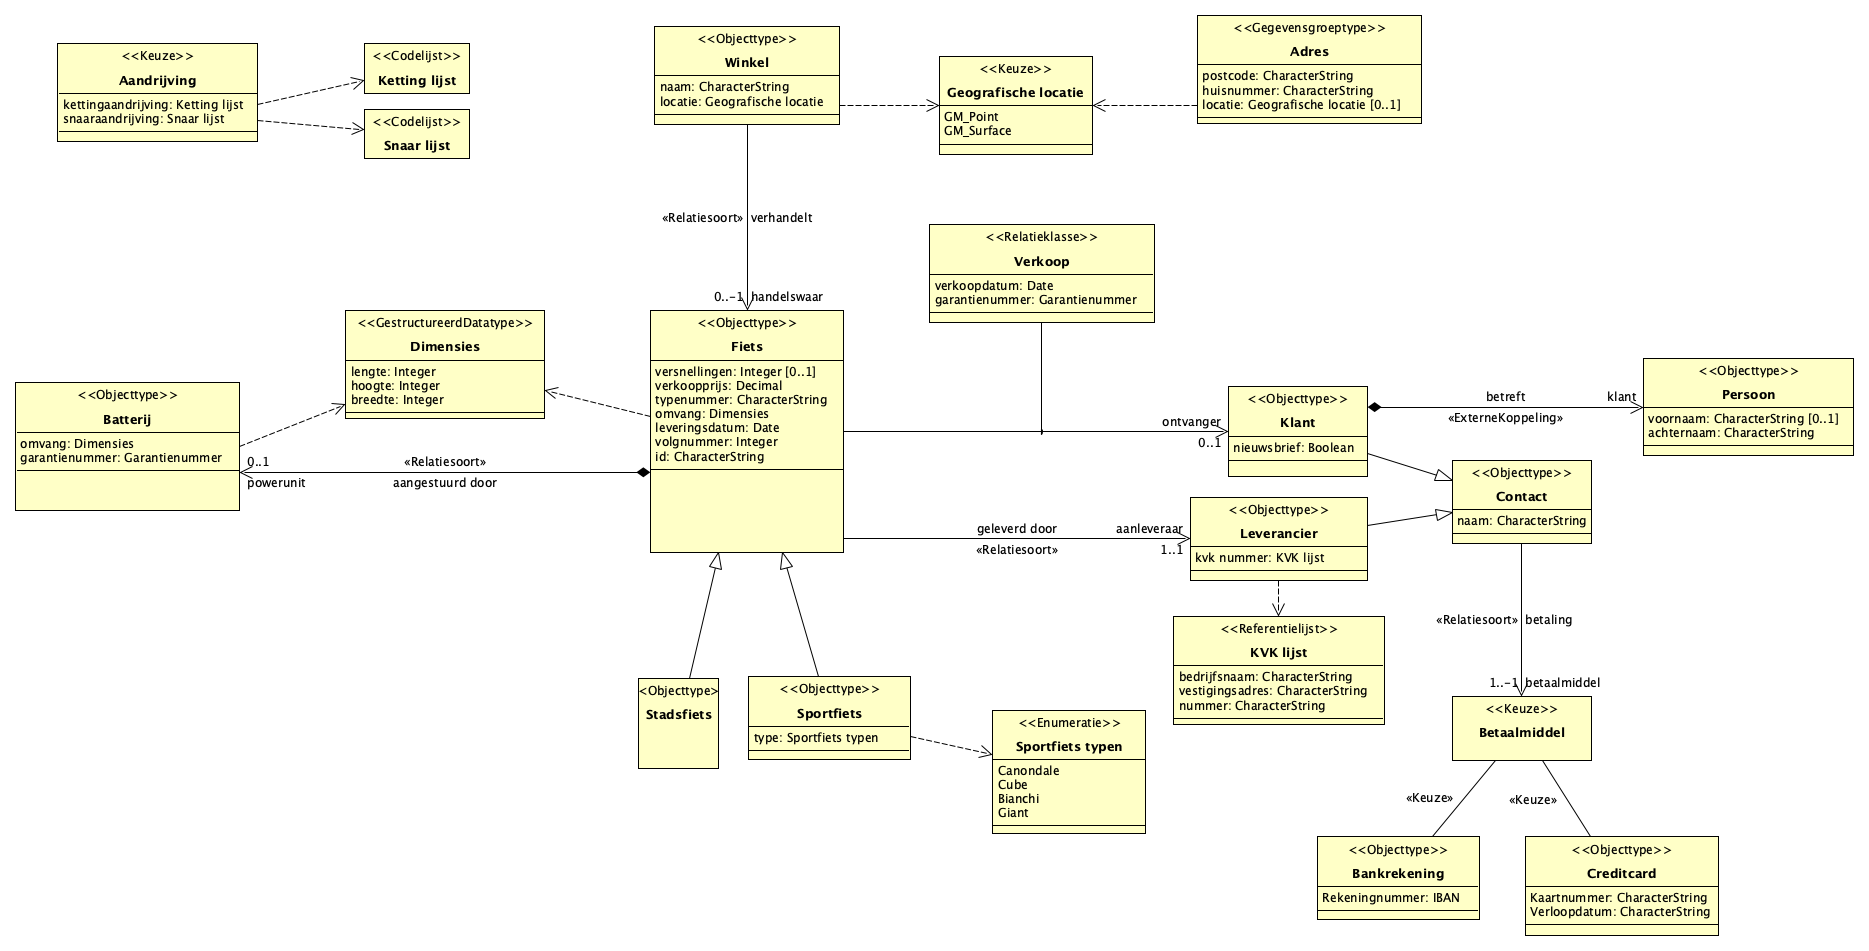 <<Keuze>>
Aandrijving
kettingaandrijving: Ketting lijst
snaaraandrijving: Snaar lijst
<<Codelijst>>
Ketting lijst
<<Codelijst>>
Snaar lijst
<<Objecttype>>
Winkel
naam: CharacterString
locatie: Geografische locatie
<<Keuze>>
Geografische locatie
GM_Point
GM_Surface
<<Gegevensgroeptype>>
Adres
postcode: CharacterString
huisnummer: CharacterString
locatie: Geografische locatie [0..1]
«Relatiesoort» verhandelt
0..-1 handelswaar
<<Relatieklasse>>
Verkoop
verkoopdatum: Date
garantienummer: Garantienummer
<<GestructureerdDatatype>>
Dimensies
lengte: Integer
hoogte: Integer
breedte: Integer
<<Objecttype>>
Fiets
versnellingen: Integer [0..1]
verkoopprijs: Decimal
typenummer: CharacterString
omvang: Dimensies
leveringsdatum: Date
volgnummer: Integer
id: CharacterString
<<Objecttype>>
Batterij
omvang: Dimensies
garantienummer: Garantienummer
0..1
powerunit
«Relatiesoort»
aangestuurd door
ontvanger
0..1
<<Objecttype>>
Klant
nieuwsbrief: Boolean
betreft
klant
«ExterneKoppeling»
<<Objecttype>>
Persoon
voornaam: CharacterString [0..1]
achternaam: CharacterString
<<Objecttype>>
Contact
naam: CharacterString
geleverd door
aanleveraar
«Relatiesoort»
1..1
<<Objecttype>>
Leverancier
kvk nummer: KVK lijst
<<Referentielijst>>
KVK lijst
bedrijfsnaam: CharacterString
vestigingsadres: CharacterString
nummer: CharacterString
«Relatiesoort» betaling
1..-1 betaalmiddel
<<Keuze>>
Betaalmiddel
<Objecttype>
Stadsfiets
<<Objecttype>>
Sportfiets
type: Sportfiets typen
<<Enumeratie>>
Sportfiets typen
Canondale
Cube
Bianchi
Giant
«Keuze»
«Keuze»
<<Objecttype>>
Bankrekening
Rekeningnummer: IBAN
<<Objecttype>>
Creditcard
Kaartnummer: CharacterString
Verloopdatum: CharacterString